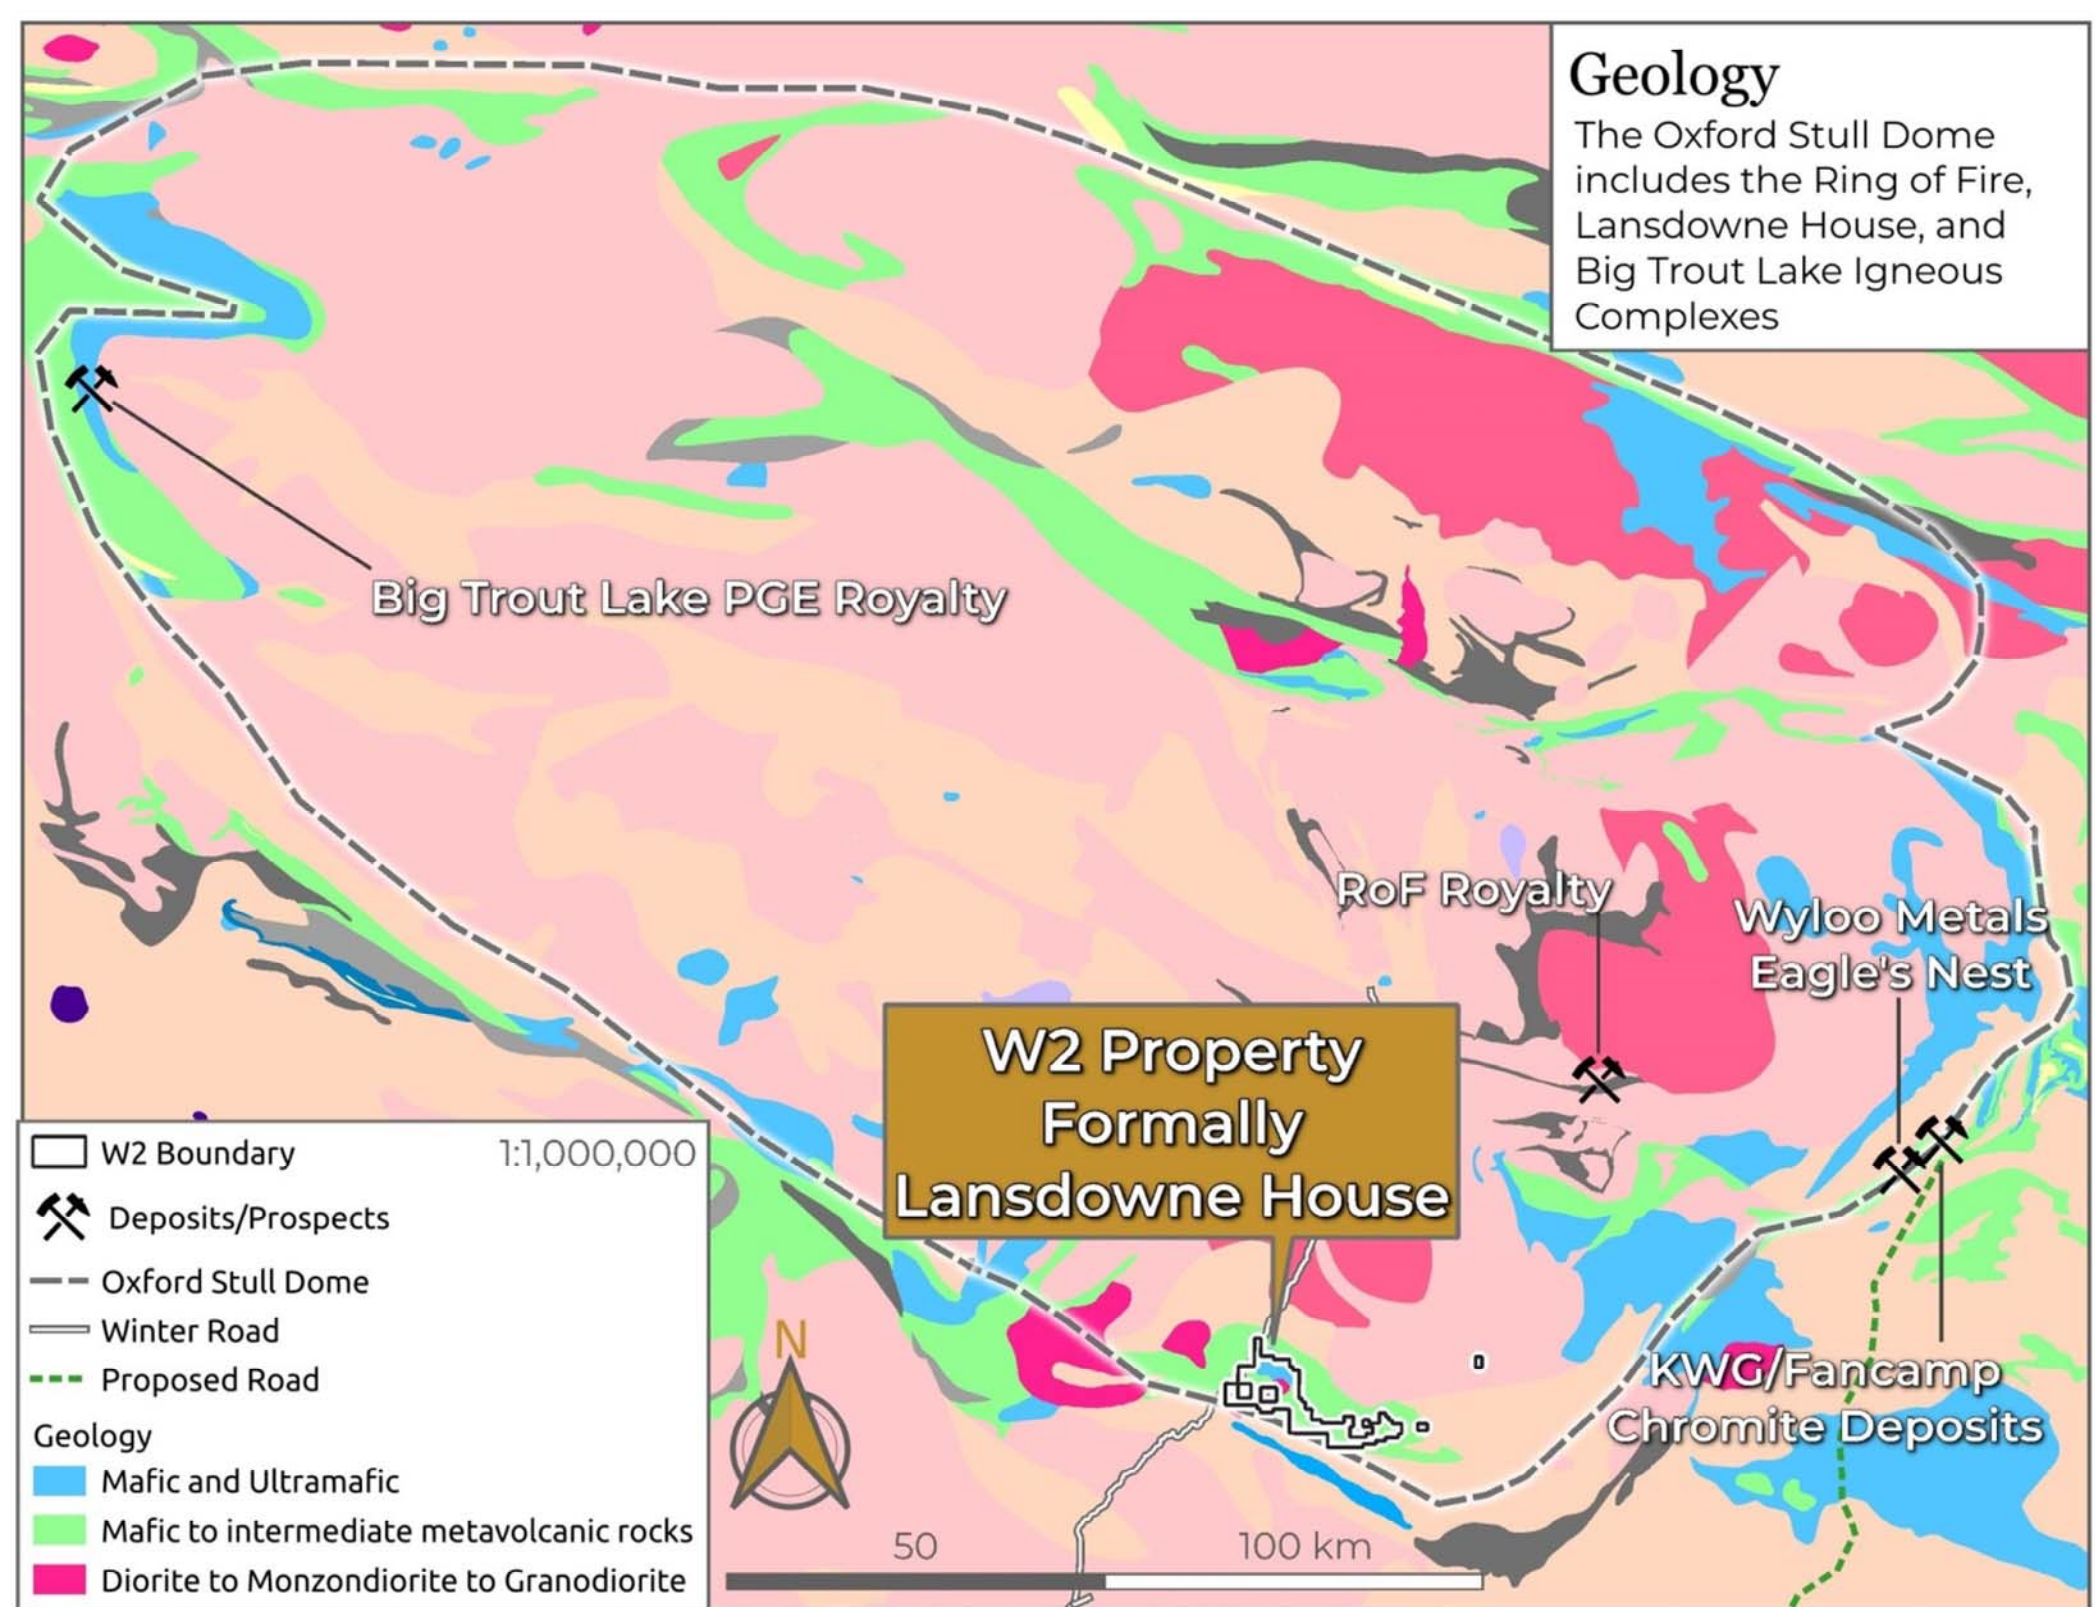 Geology
The Oxford Stull Dome
includes the Ring of Fire,
Lansdowne House, and
Big Trout Lake Igneous
Complexes
Big Trout Lake PGE Royalty
RoF Royalty
Wyloo Metals
Eagle's Nest
W2 Property
Formally
Lansdowne House
KWG/Fancamp
Chromite Deposits
W2 Boundary 1:1,000,000
Deposits/Prospects
Oxford Stull Dome
Winter Road
Proposed Road
Geology
Mafic and Ultramafic
Mafic to intermediate metavolcanic rocks
Diorite to Monzondiorite to Granodiorite
N
50 100 km